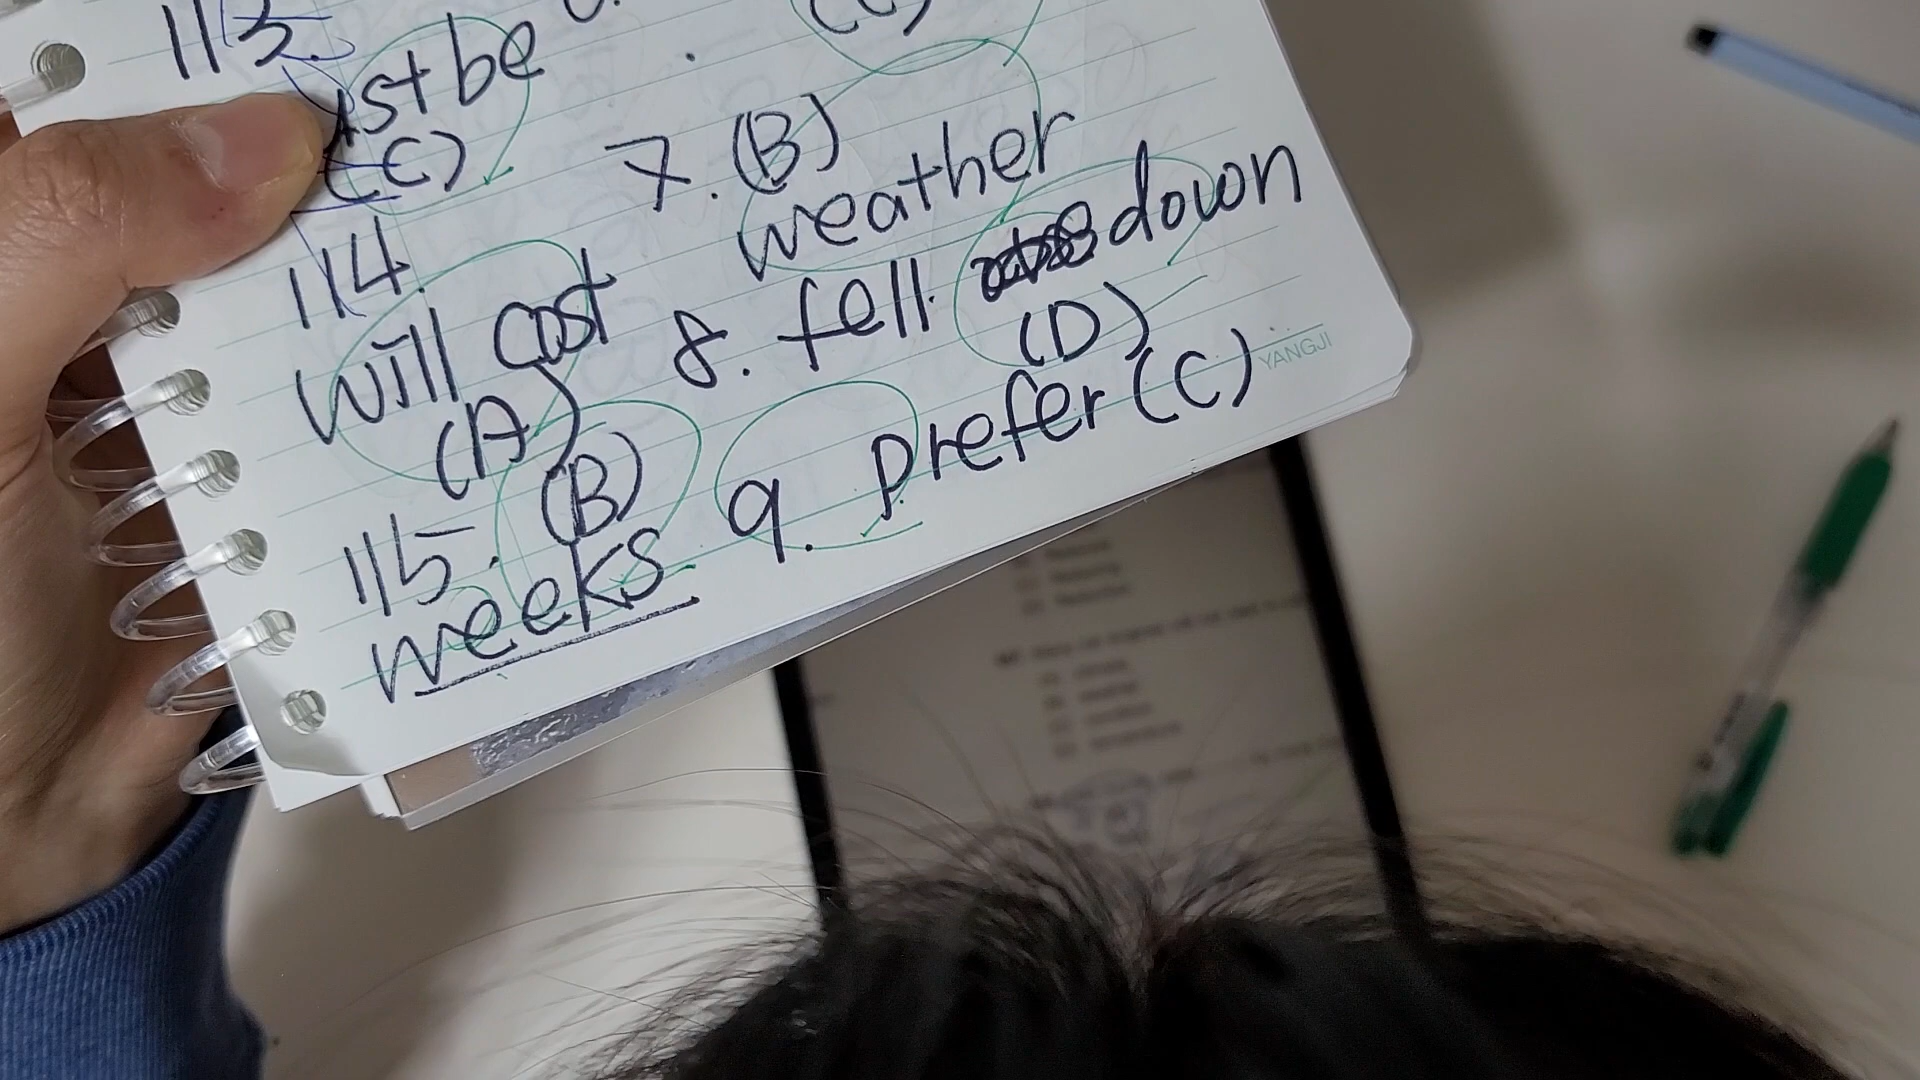 113.
st be
(C)
(C)
114.
will cost
(A)
115. (B)
weeks
7. (B)
weather
8. fell down
(D)
9. prefer (C)
YANGJI